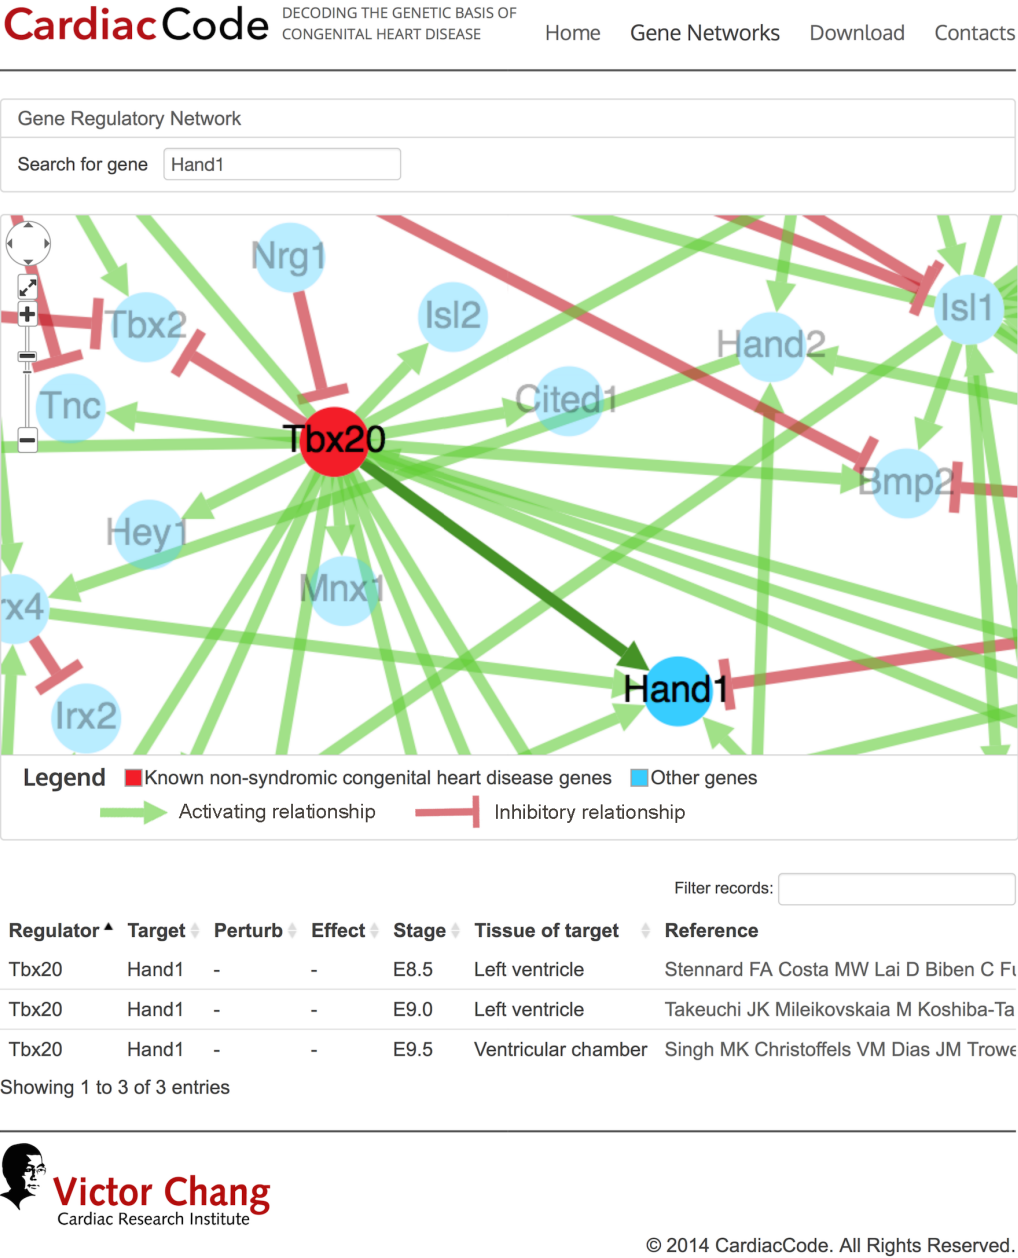 CardiacCode DECODING THE GENETIC BASIS OF
CONGENITAL HEART DISEASE
Home Gene Networks Download Contacts
Gene Regulatory Network
Search for gene Hand1
Nrg1
Isl2
Isl1
Tbx2
Hand2
Tnc
Cited1
Tbx20
Bmp2
Hey1
Mnx1
rx4
Hand1
Irx2
Legend Known non-syndromic congenital heart disease genes Other genes
Activating relationship Inhibitory relationship
Filter records:
Regulator Target Perturb Effect Stage Tissue of target Reference
Tbx20 Hand1 - - E8.5 Left ventricle Stennard FA Costa MW Lai D Biben C Fu
Tbx20 Hand1 - - E9.0 Left ventricle Takeuchi JK Mileikovskaia M Koshiba-Ta
Tbx20 Hand1 - - E9.5 Ventricular chamber Singh MK Christoffels VM Dias JM Trowe
Showing 1 to 3 of 3 entries
Victor Chang
Cardiac Research Institute
© 2014 CardiacCode. All Rights Reserved.